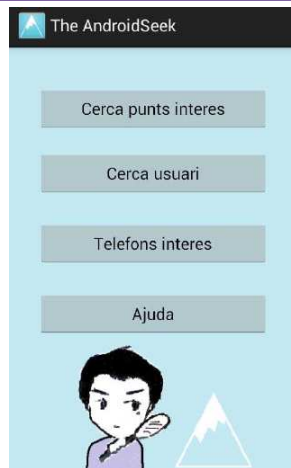 The AndroidSeek
Cerca punts interes
Cerca usuari
Telefons interes
Ajuda